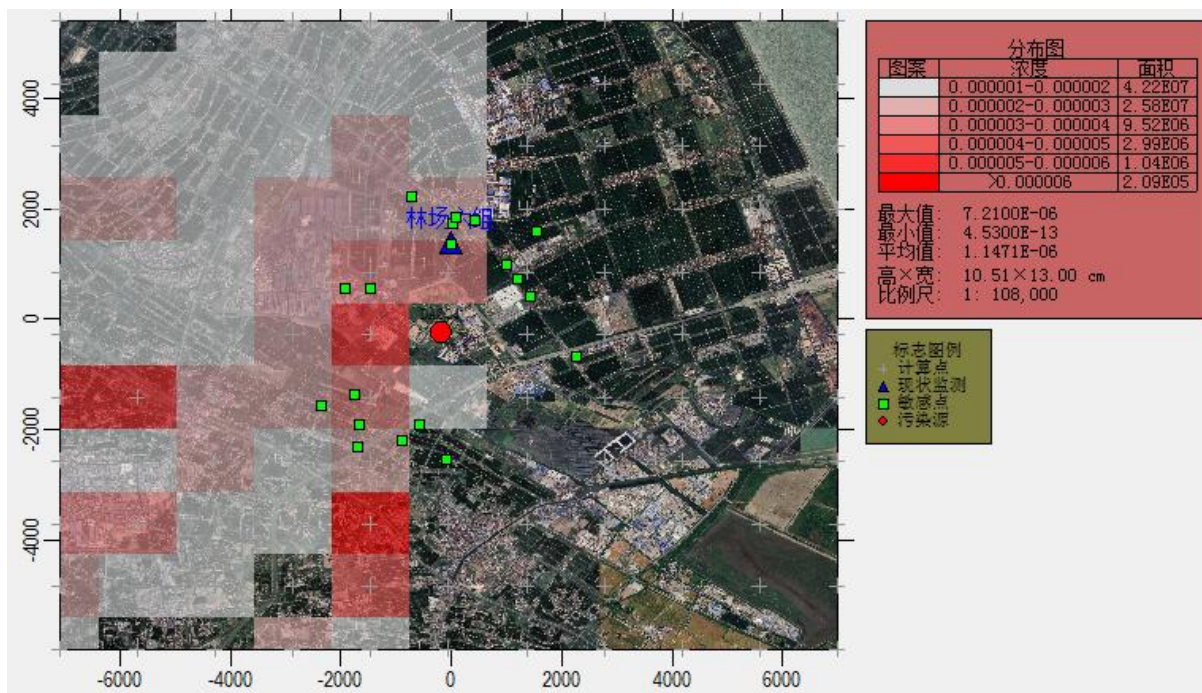 分布图
图案 浓度 面积
0.000001-0.000002 4.22E07
0.000002-0.000003 2.58E07
0.000003-0.000004 9.52E06
0.000004-0.000005 2.99E06
0.000005-0.000006 1.04E06
>0.000006 2.09E05
最大值: 7.2100E-06
最小值: 4.5300E-13
平均值: 1.1471E-06
高×宽: 10.51×13.00 cm
比例尺: 1: 108,000
标志图例
计算点
现状监测
敏感点
污染源
林场六组
4000
2000
0
-2000
-4000
-6000 -4000 -2000 0 2000 4000 6000